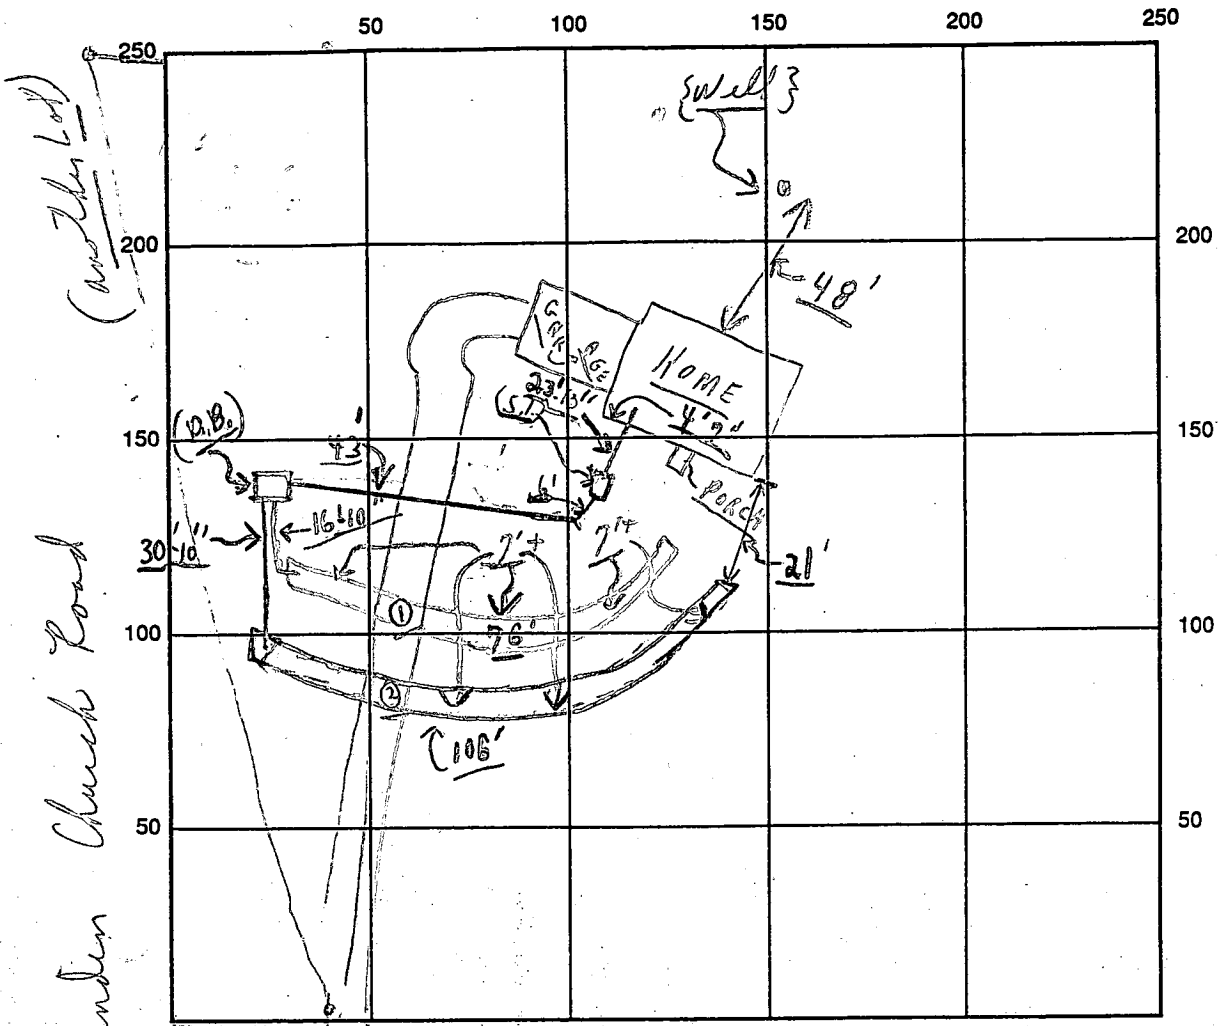 50 100 150 200 250
250
{Well}
(another Lot)
200 200
48'
GARAGE
HOME
23'-10"
(S.T.)
4'
(D.B.)
43'
150 150
PORCH
6'
16'-10"
30'-10"
7'+
7'+
21'
①
100 100
76'
②
106'
Church Road
50 50